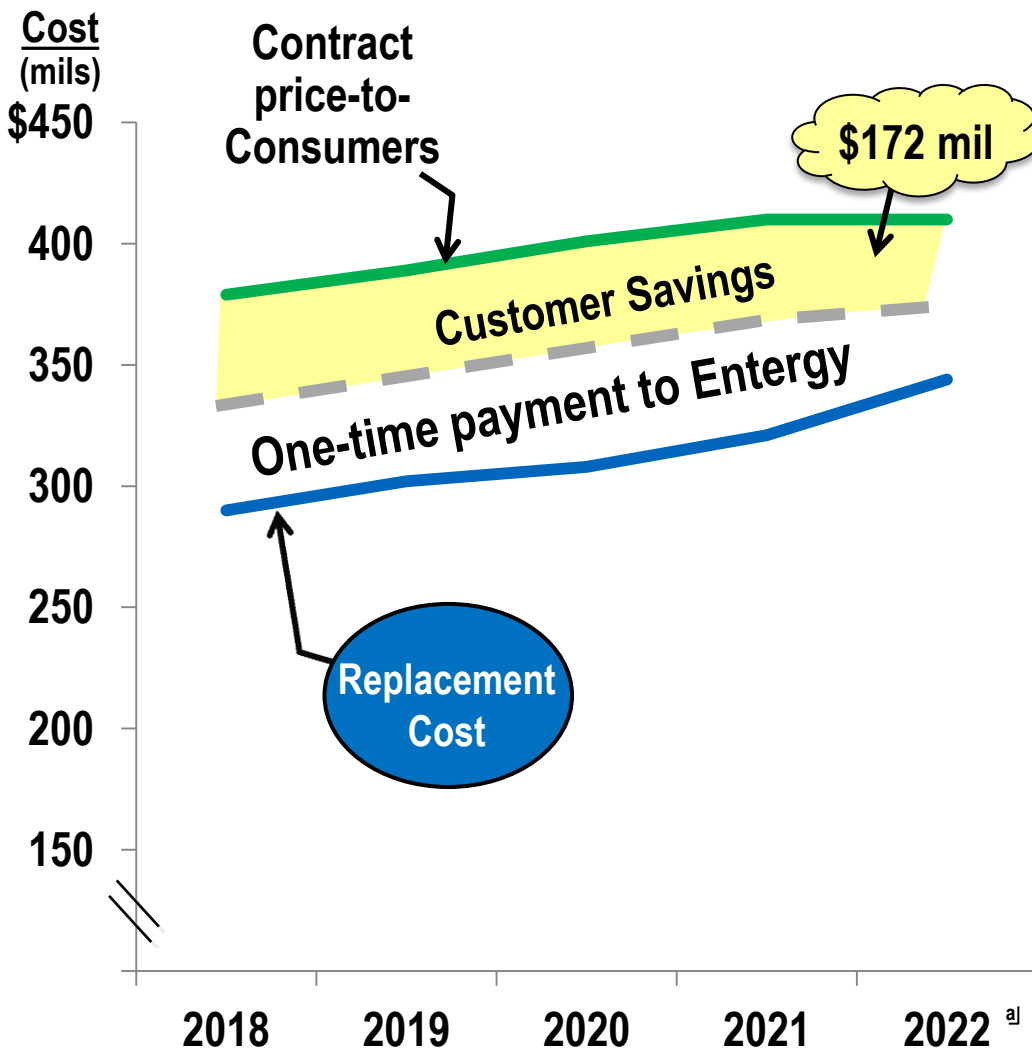 Cost
(mils)
$450
400
350
300
250
200
150
Contract
price-to-
Consumers
$172 mil
Customer Savings
One-time payment to Entergy
Replacement
Cost
2018 2019 2020 2021 2022 a]